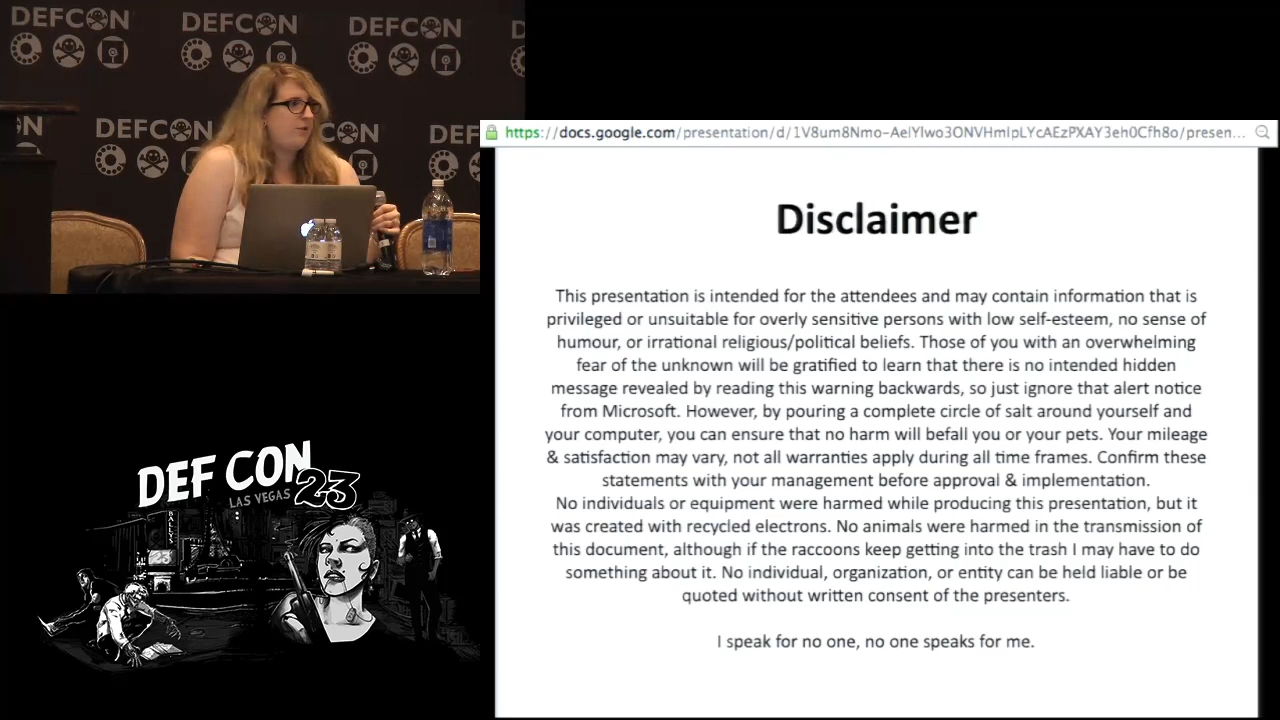 DEFCON DEFCON DEFCON
DEFCON
https://docs.google.com/presentation/d/
Disclaimer
This presentation is intended for the attendees and may contain information that is
privileged or unsuitable for overly sensitive persons with low self-esteem, no sense of
humour, or irrational religious/political beliefs. Those of you with an overwhelming
fear of the unknown will be gratified to learn that there is no intended hidden
message revealed by reading this warning backwards, so just ignore that alert notice
from Microsoft. However, by pouring a complete circle of salt around yourself and
your computer, you can ensure that no harm will befall you or your pets. Your mileage
& satisfaction may vary, not all warranties apply during all time frames. Confirm these
statements with your management before approval & implementation.
No individuals or equipment were harmed while producing this presentation, but it
was created with recycled electrons. No animals were harmed in the transmission of
this document, although if the raccoons keep getting into the trash I may have to do
something about it. No individual, organization, or entity can be held liable or be
quoted without written consent of the presenters.
I speak for no one, no one speaks for me.
DEF CON 23
LAS VEGAS
BALLYS